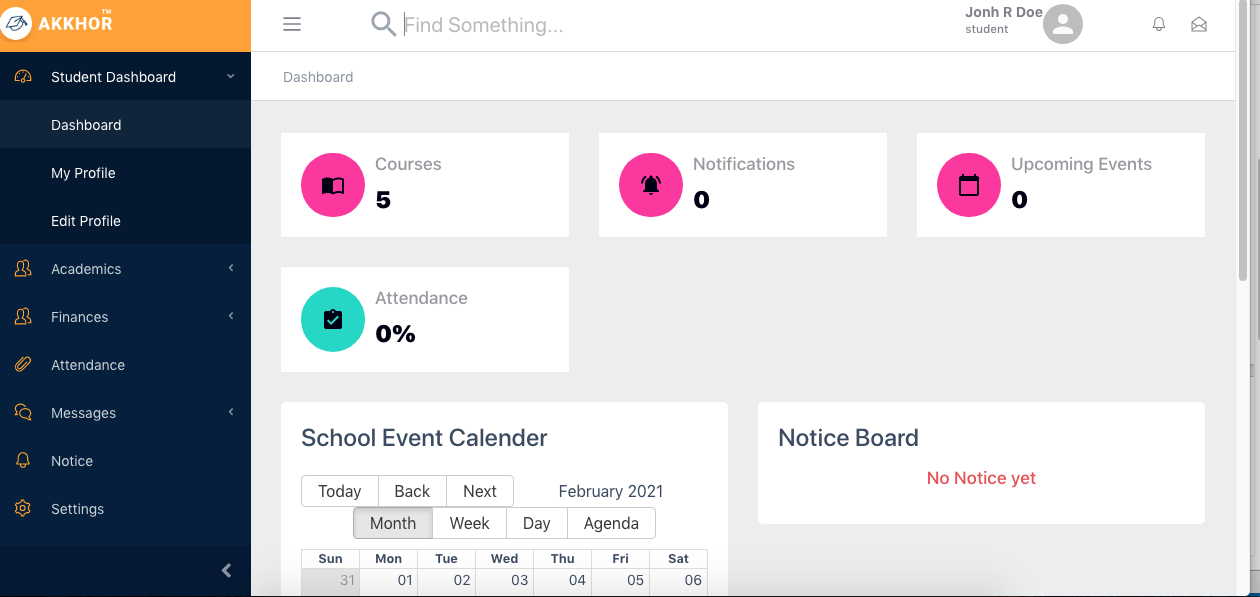 AKKHOR™
Find Something...
Jonh R Doe
student
Student Dashboard
Dashboard
My Profile
Edit Profile
Academics
Finances
Attendance
Messages
Notice
Settings
Dashboard
Courses
5
Notifications
0
Upcoming Events
0
Attendance
0%
School Event Calender
Today Back Next February 2021
Month Week Day Agenda
Sun Mon Tue Wed Thu Fri Sat
31 01 02 03 04 05 06
Notice Board
No Notice yet